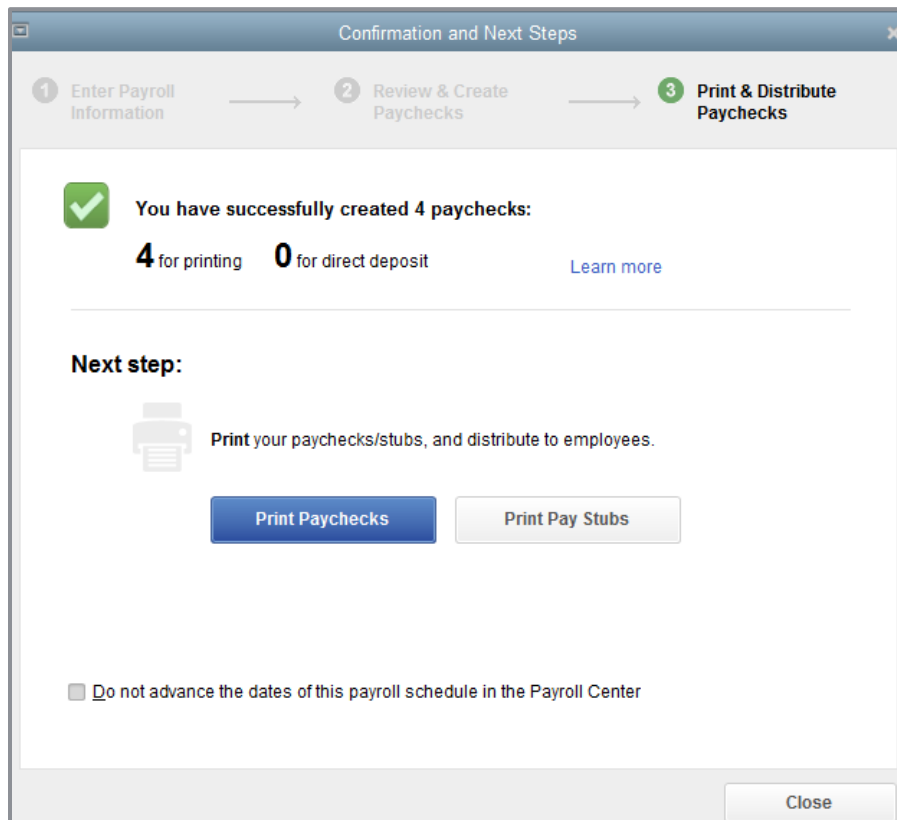 Confirmation and Next Steps
1 Enter Payroll Information
2 Review & Create Paychecks
3 Print & Distribute Paychecks
You have successfully created 4 paychecks:
4 for printing 0 for direct deposit Learn more
Next step:
Print your paychecks/stubs, and distribute to employees.
Print Paychecks Print Pay Stubs
Do not advance the dates of this payroll schedule in the Payroll Center
Close